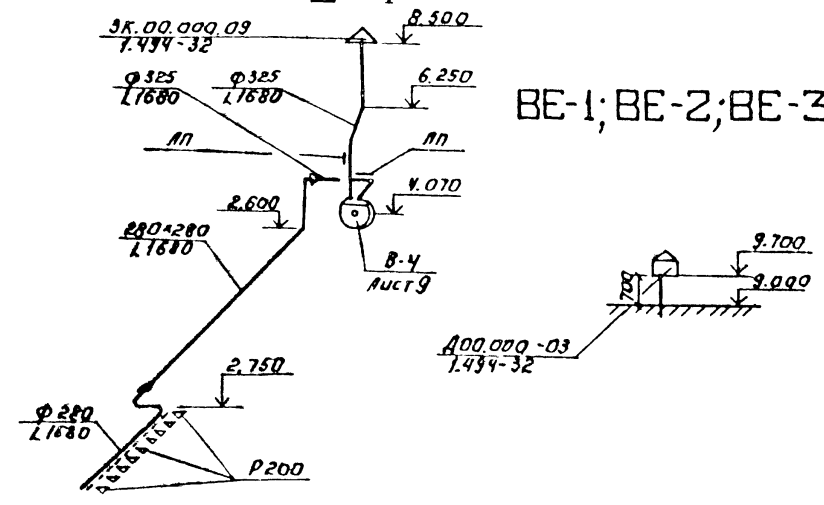 ЗК.00.000.09
1.494-32
8.500
ф325
L1680
ф325
L1680
6.250
ВЕ-1; ВЕ-2; ВЕ-3
АП
АП
4.070
2.600
280×280
L1680
В-4
Лист 9
9.700
700
9.000
Д00.000-03
1.494-32
2.750
ф280
L1680
Р200